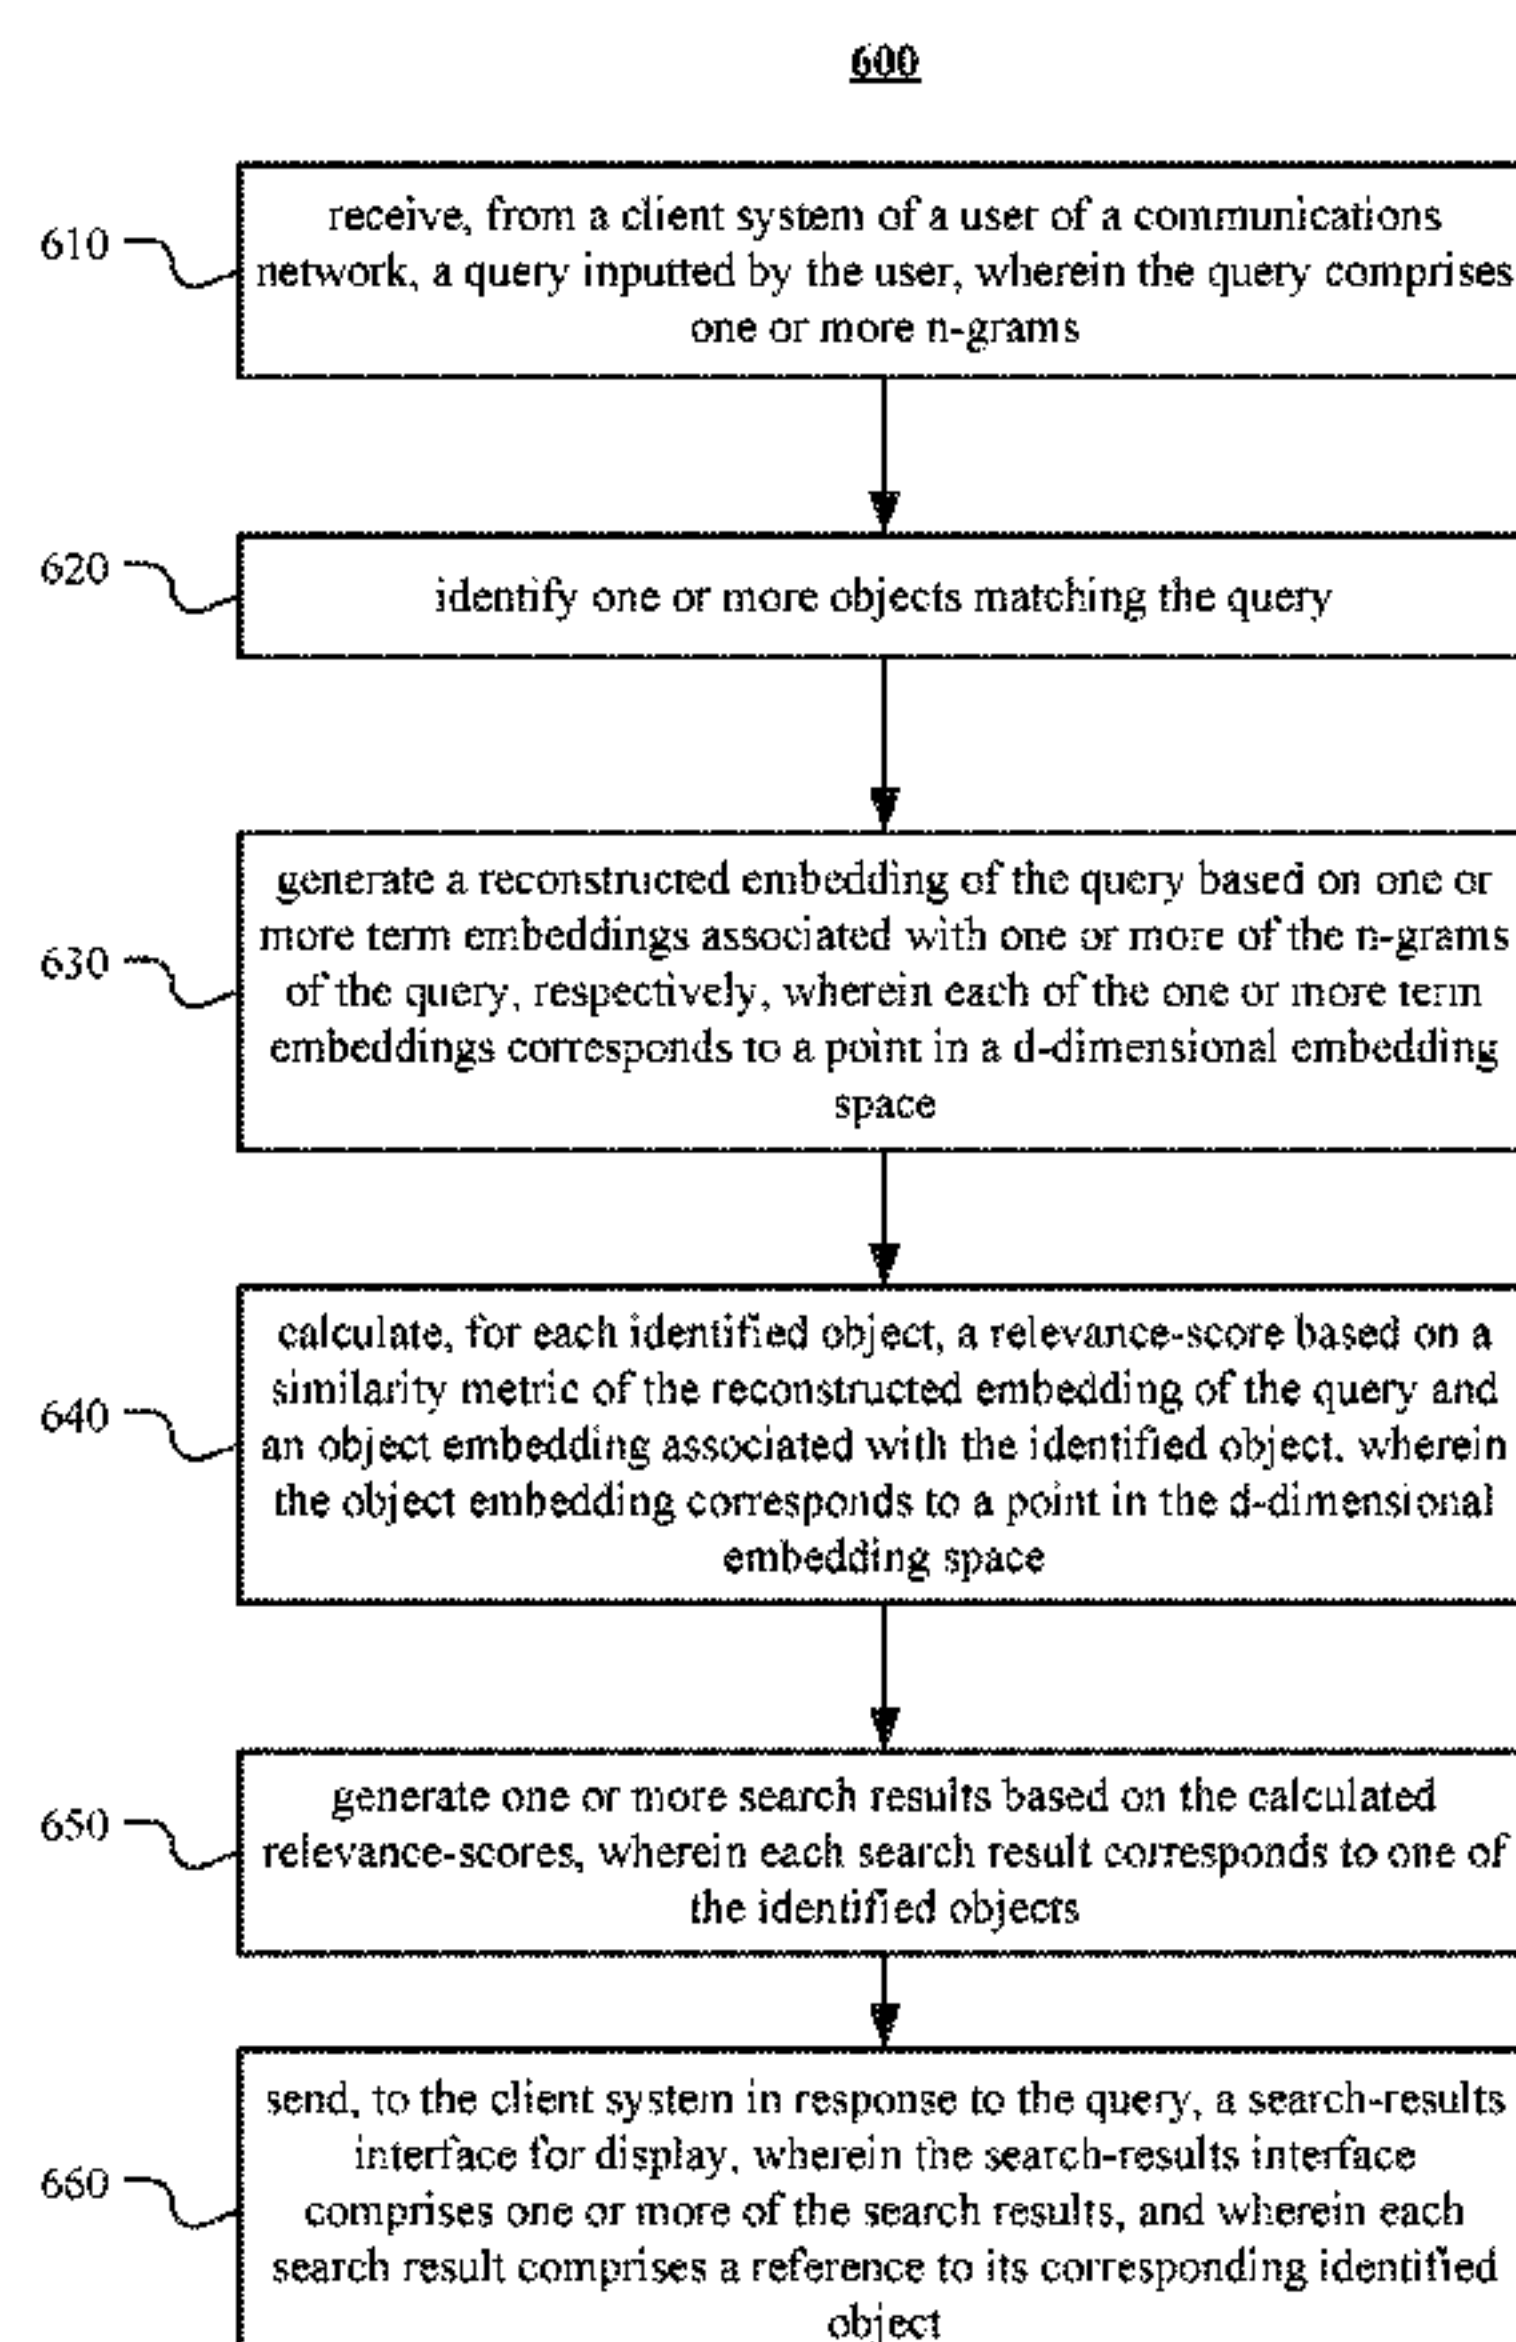 600
610
receive, from a client system of a user of a communications
network, a query inputted by the user, wherein the query comprises
one or more n-grams
620
identify one or more objects matching the query
630
generate a reconstructed embedding of the query based on one or
more term embeddings associated with one or more of the n-grams
of the query, respectively, wherein each of the one or more term
embeddings corresponds to a point in a d-dimensional embedding
space
640
calculate, for each identified object, a relevance-score based on a
similarity metric of the reconstructed embedding of the query and
an object embedding associated with the identified object, wherein
the object embedding corresponds to a point in the d-dimensional
embedding space
650
generate one or more search results based on the calculated
relevance-scores, wherein each search result corresponds to one of
the identified objects
660
send, to the client system in response to the query, a search-results
interface for display, wherein the search-results interface
comprises one or more of the search results, and wherein each
search result comprises a reference to its corresponding identified
object